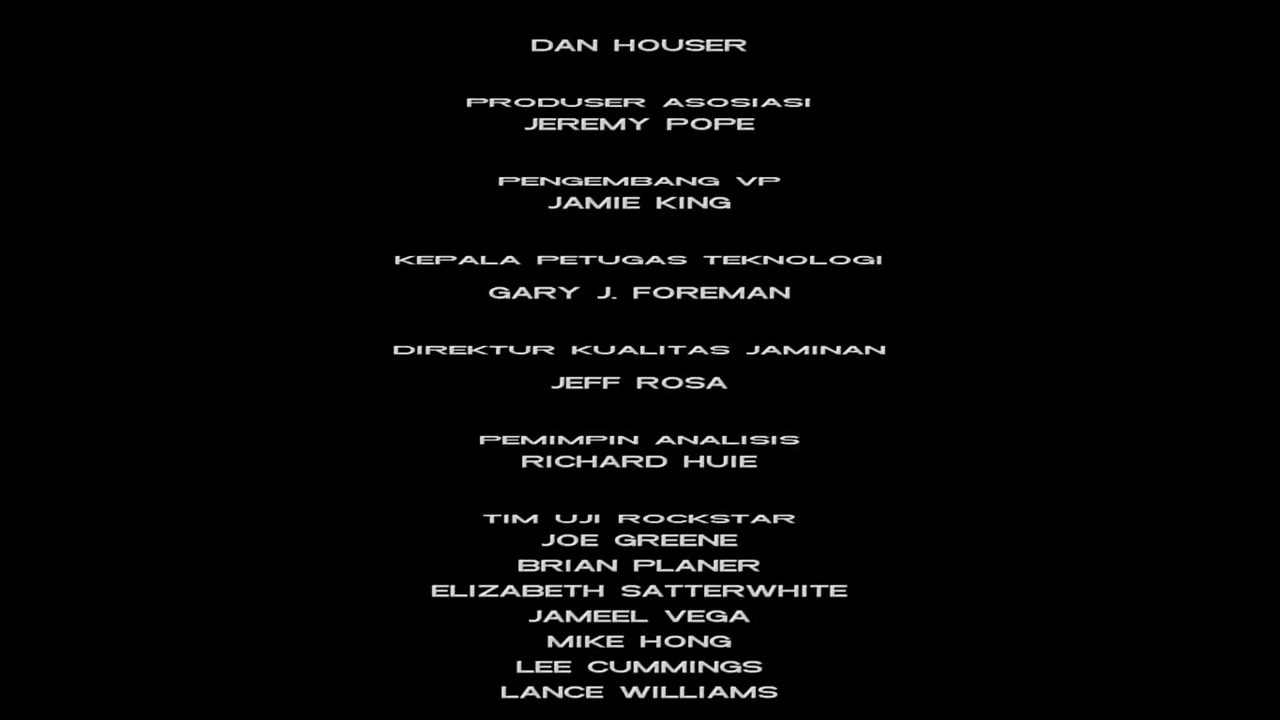 DAN HOUSER
PRODUSER ASOSIASI
JEREMY POPE
PENGEMBANG VP
JAMIE KING
KEPALA PETUGAS TEKNOLOGI
GARY J. FOREMAN
DIREKTUR KUALITAS JAMINAN
JEFF ROSA
PEMIMPIN ANALISIS
RICHARD HUIE
TIM UJI ROCKSTAR
JOE GREENE
BRIAN PLANER
ELIZABETH SATTERWHITE
JAMEEL VEGA
MIKE HONG
LEE CUMMINGS
LANCE WILLIAMS